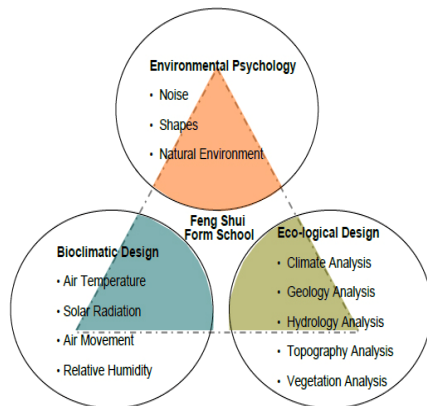 Environmental Psychology
• Noise
• Shapes
• Natural Environment
Feng Shui
Form School
Bioclimatic Design
• Air Temperature
• Solar Radiation
• Air Movement
• Relative Humidity
Eco-logical Design
• Climate Analysis
• Geology Analysis
• Hydrology Analysis
• Topography Analysis
• Vegetation Analysis